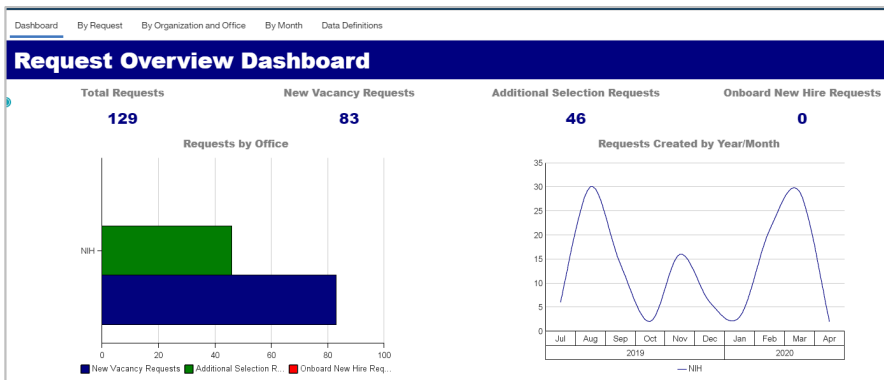 Dashboard By Request By Organization and Office By Month Data Definitions
Request Overview Dashboard
Total Requests New Vacancy Requests Additional Selection Requests Onboard New Hire Requests
129 83 46 0
Requests by Office
NIH
0 20 40 60 80 100
New Vacancy Requests Additional Selection R... Onboard New Hire Req...
Requests Created by Year/Month
35
30
25
20
15
10
5
0
Jul Aug Sep Oct Nov Dec Jan Feb Mar Apr
2019 2020
NIH